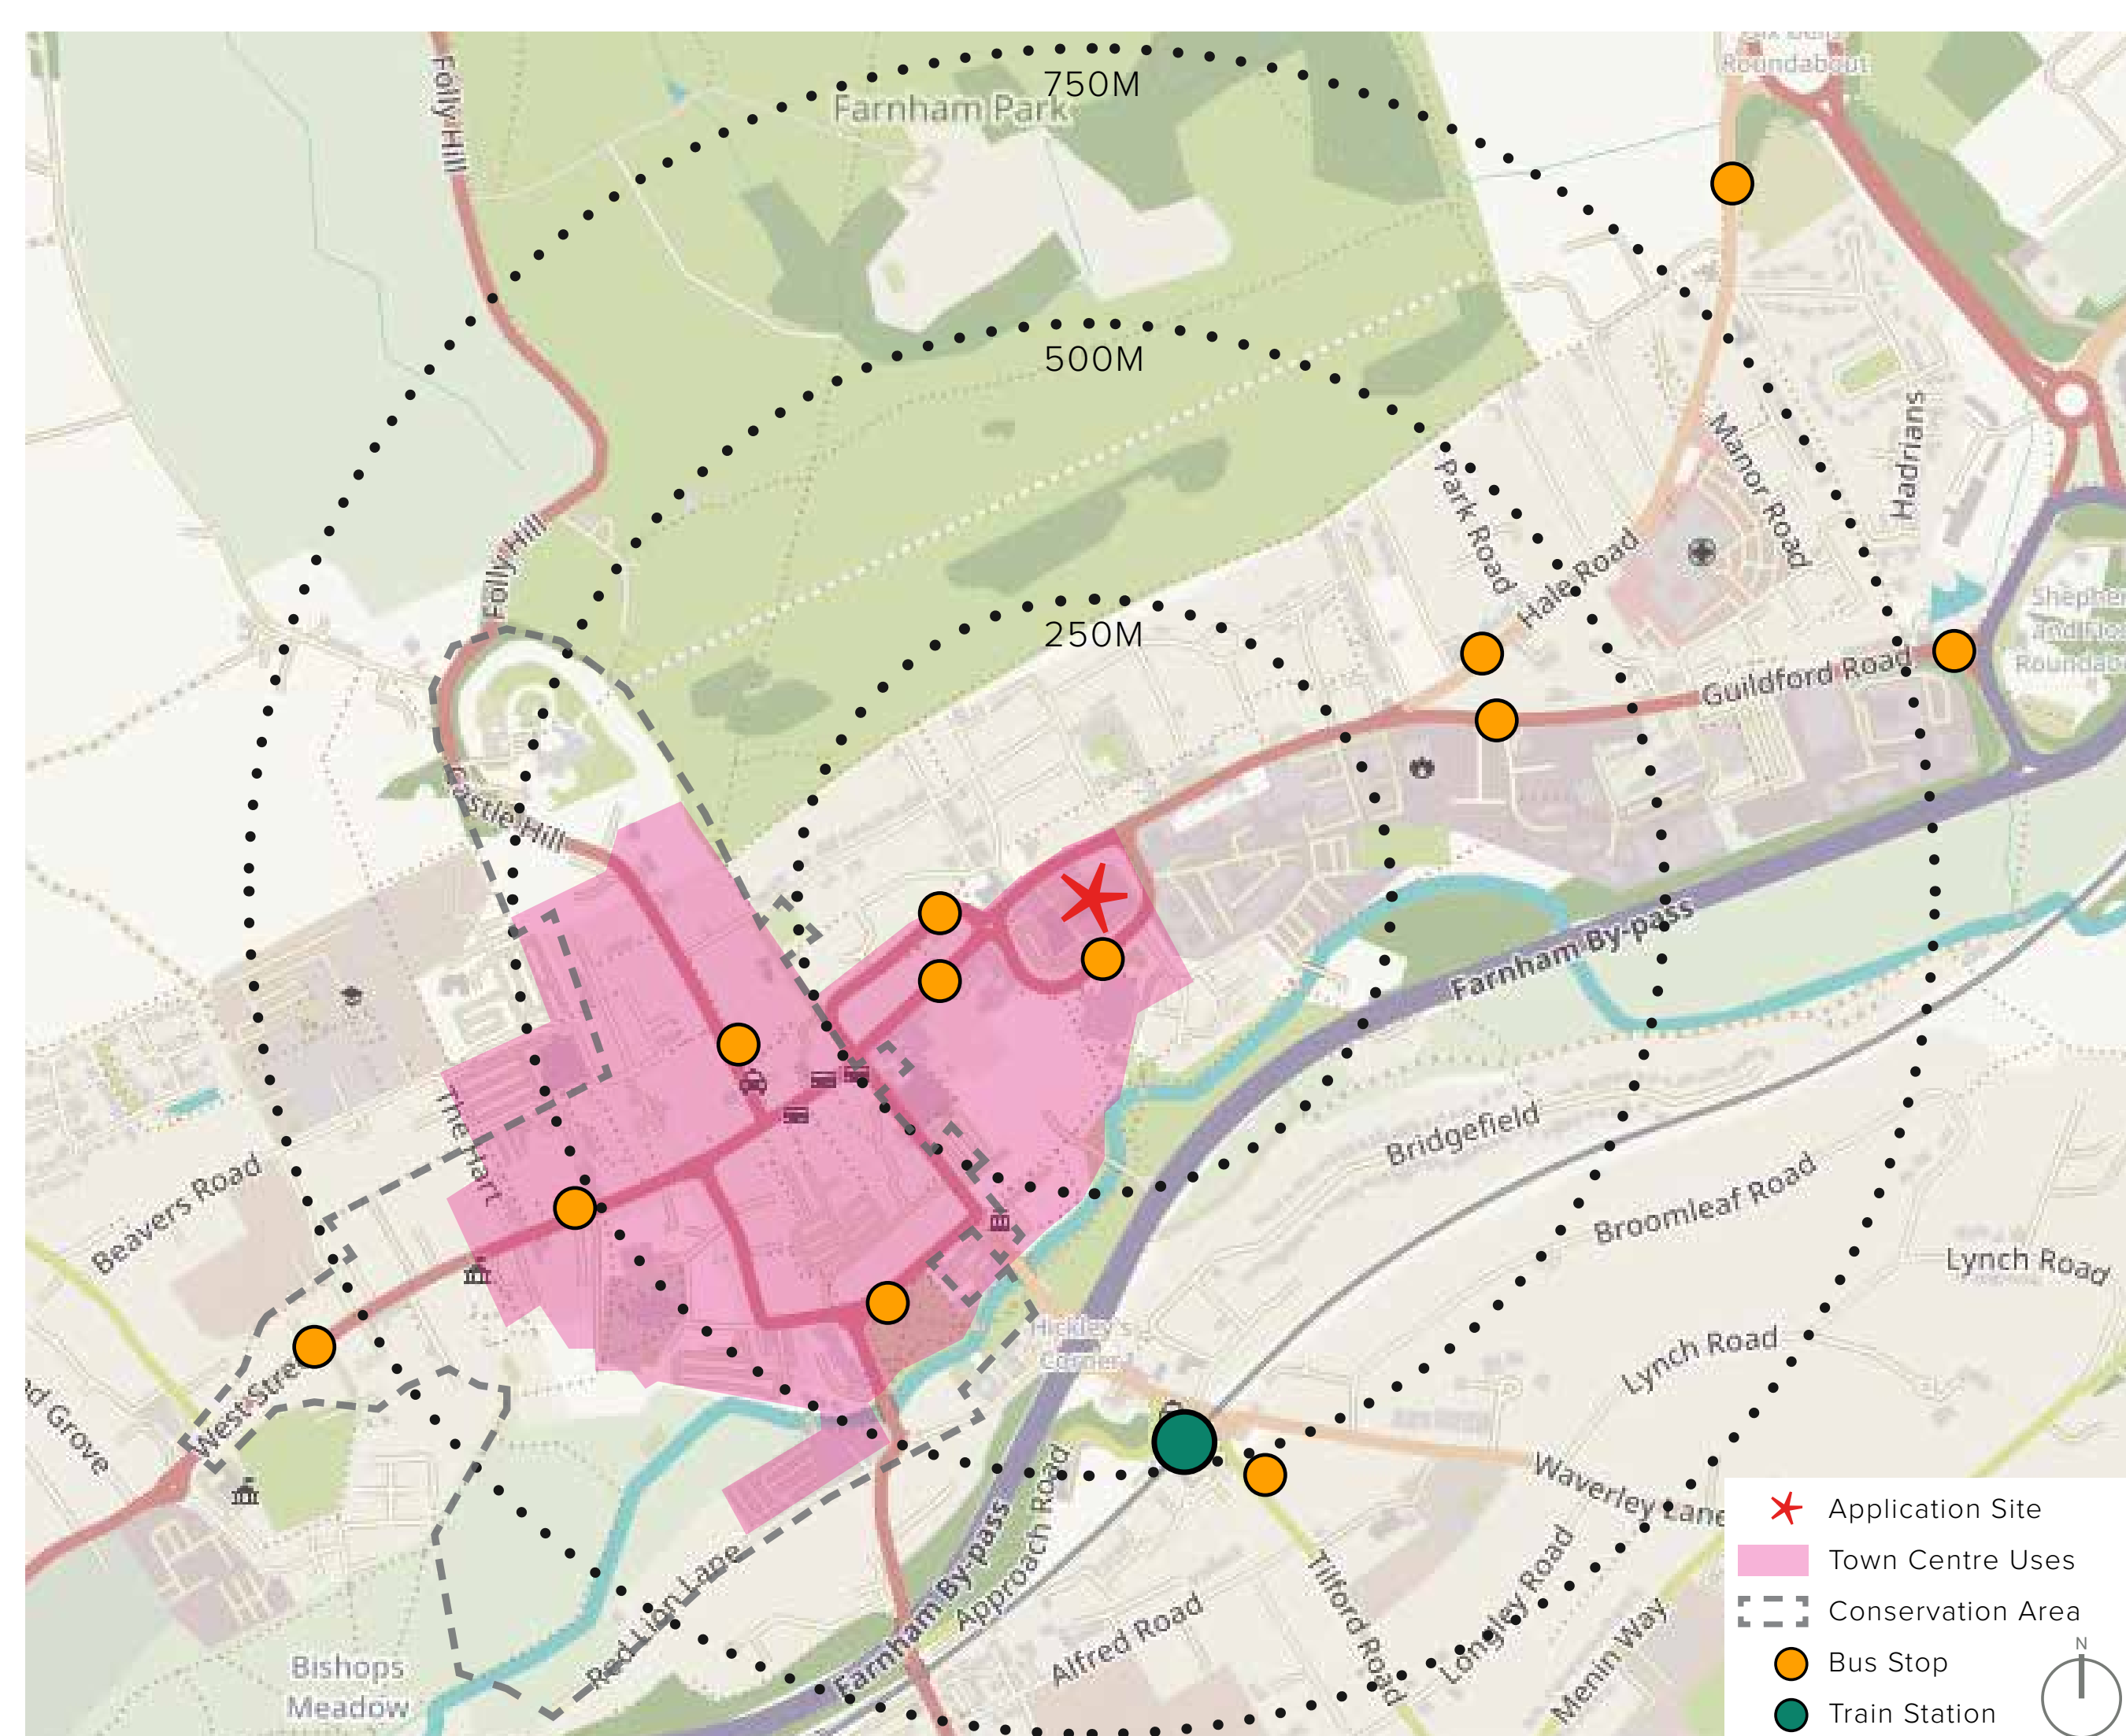 Roundabout
Folly Hill
750M
Farnham Park
500M
Park Road
Manor Road
Hadrians
Folly Hill
Hale Road
250M
Guildford Road
Castle Hill
Farnham By-pass
The Hart
Bridgefield
Beavers Road
Broomleaf Road
Lynch Road
Hickley's
Corner
Lynch Road
West Street
Waverley Lane
Approach Road
Farnham By-pass
Red Lion Lane
Alfred Road
Tilford Road
Longley Road
Menin Way
Bishops
Meadow
Application Site
Town Centre Uses
Conservation Area
N
Bus Stop
Train Station